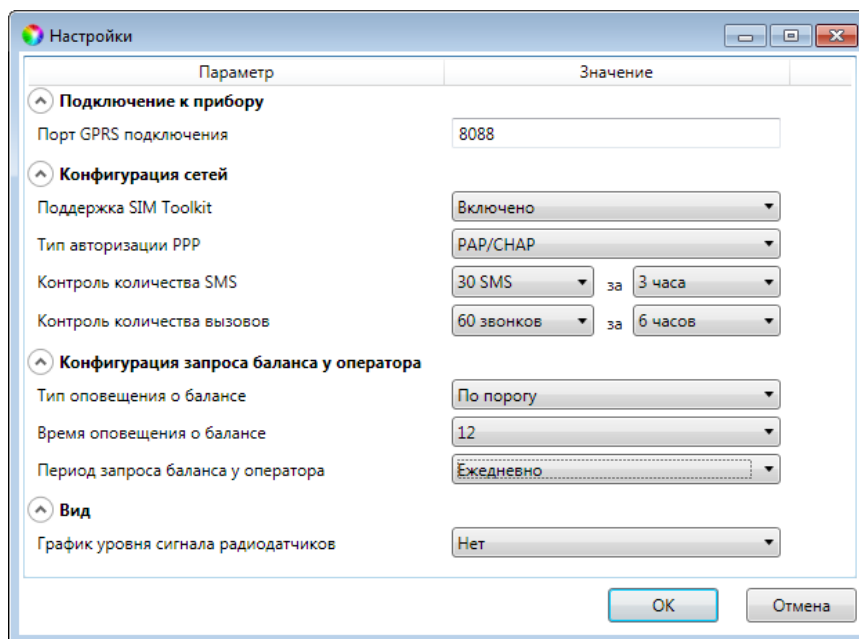 Настройки
Параметр Значение
Подключение к прибору
Порт GPRS подключения 8088
Конфигурация сетей
Поддержка SIM Toolkit Включено
Тип авторизации PPP PAP/CHAP
Контроль количества SMS 30 SMS за 3 часа
Контроль количества вызовов 60 звонков за 6 часов
Конфигурация запроса баланса у оператора
Тип оповещения о балансе По порогу
Время оповещения о балансе 12
Период запроса баланса у оператора Ежедневно
Вид
График уровня сигнала радиодатчиков Нет
OK Отмена